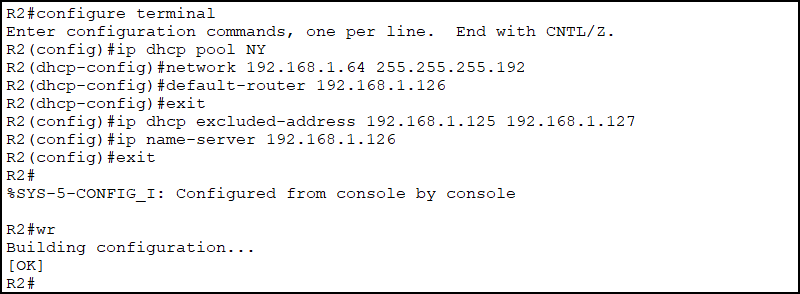 R2#configure terminal
Enter configuration commands, one per line.  End with CNTL/Z.
R2(config)#ip dhcp pool NY
R2(dhcp-config)#network 192.168.1.64 255.255.255.192
R2(dhcp-config)#default-router 192.168.1.126
R2(dhcp-config)#exit
R2(config)#ip dhcp excluded-address 192.168.1.125 192.168.1.127
R2(config)#ip name-server 192.168.1.126
R2(config)#exit
R2#
%SYS-5-CONFIG_I: Configured from console by console
R2#wr
Building configuration...
[OK]
R2#